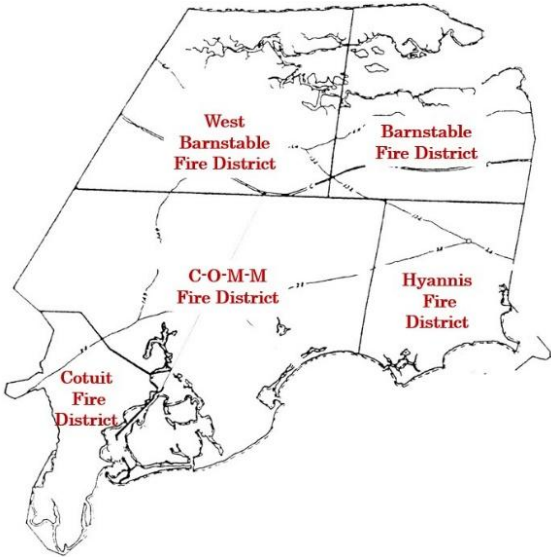 West
Barnstable
Fire District
Barnstable
Fire District
C-O-M-M
Fire District
Hyannis
Fire
District
Cotuit
Fire
District